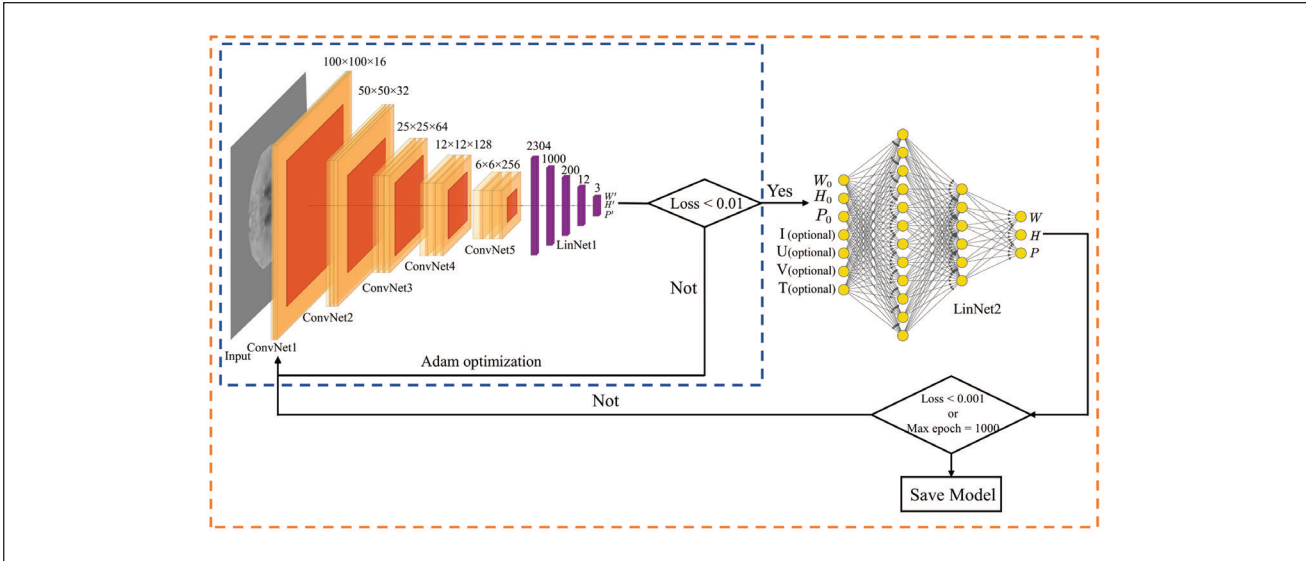 100×100×16
50×50×32
25×25×64
12×12×128
6×6×256
2304
1000
200
12
3
W'
H'
P'
Input
ConvNet1
ConvNet2
ConvNet3
ConvNet4
ConvNet5
LinNet1
Loss < 0.01
Yes
Not
Adam optimization
W₀
H₀
P₀
I (optional)
U(optional)
V(optional)
T(optional)
W
H
P
LinNet2
Loss < 0.001
or
Max epoch = 1000
Not
Save Model